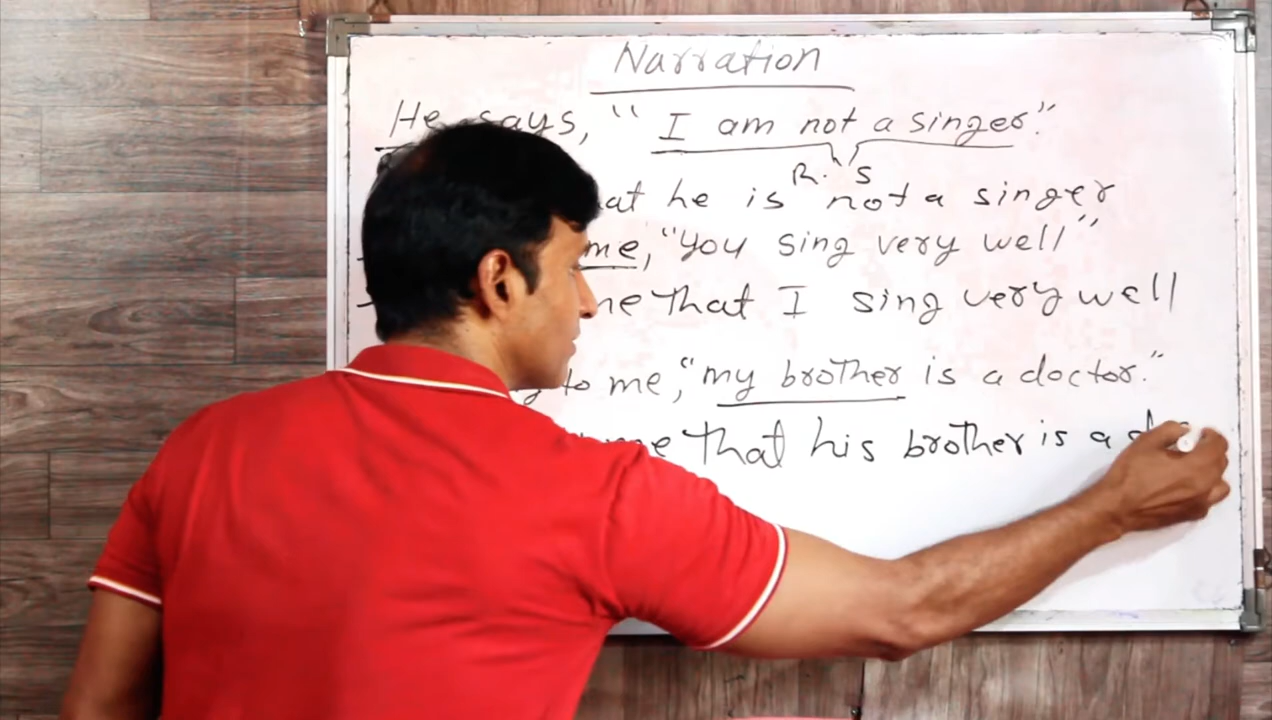 Narration
He says, "I am not a singer."
R. S
at he is not a singer
me, "you sing very well"
me that I sing very well
to me, "my brother is a doctor."
me that his brother is a